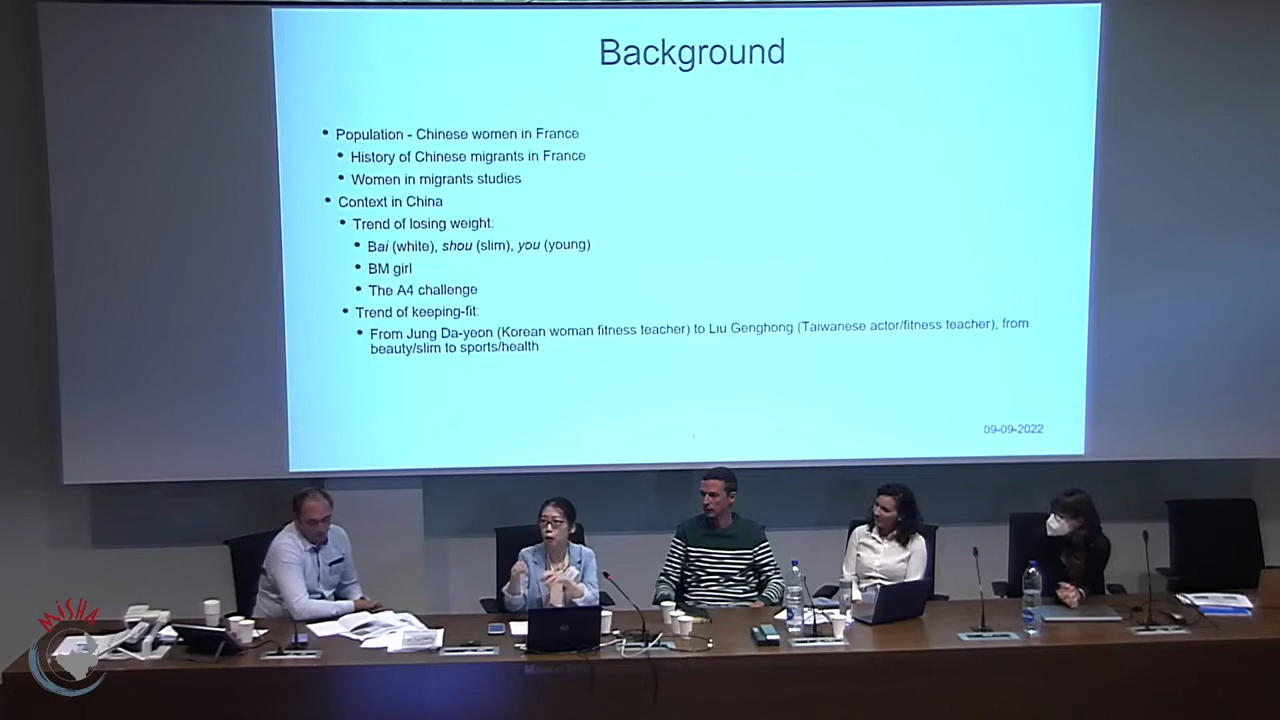 Background
• Population - Chinese women in France
• History of Chinese migrants in France
• Women in migrants studies
• Context in China
• Trend of losing weight:
• Bai (white), shou (slim), you (young)
• BM girl
• The A4 challenge
• Trend of keeping-fit:
• From Jung Da-yeon (Korean woman fitness teacher) to Liu Genghong (Taiwanese actor/fitness teacher), from
beauty/slim to sports/health
09-09-2022
MiSHA